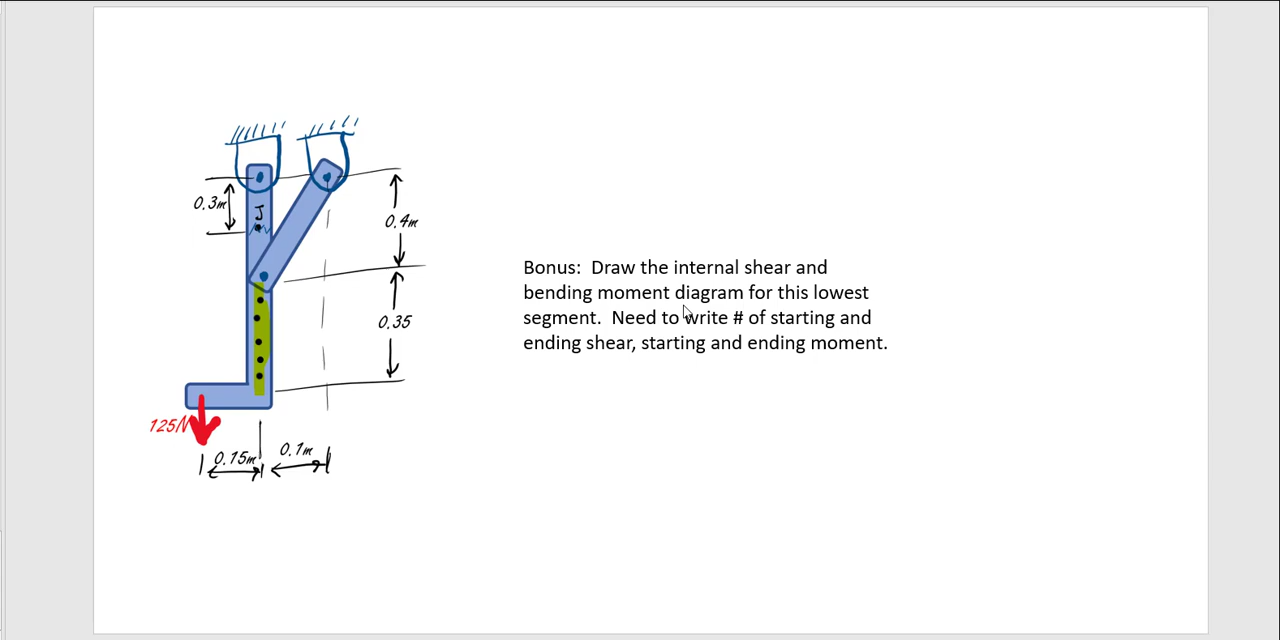 0.3m
J
0.4m
Bonus:  Draw the internal shear and
bending moment diagram for this lowest
segment.  Need to write # of starting and
ending shear, starting and ending moment.
0.35
125N
0.15m
0.1m